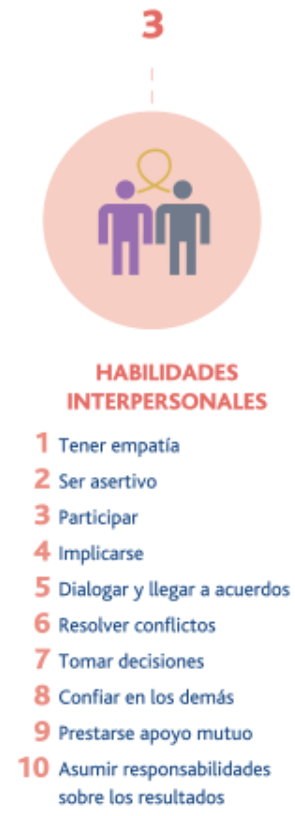 3
HABILIDADES
INTERPERSONALES
1 Tener empatía
2 Ser asertivo
3 Participar
4 Implicarse
5 Dialogar y llegar a acuerdos
6 Resolver conflictos
7 Tomar decisiones
8 Confiar en los demás
9 Prestarse apoyo mutuo
10 Asumir responsabilidades
sobre los resultados